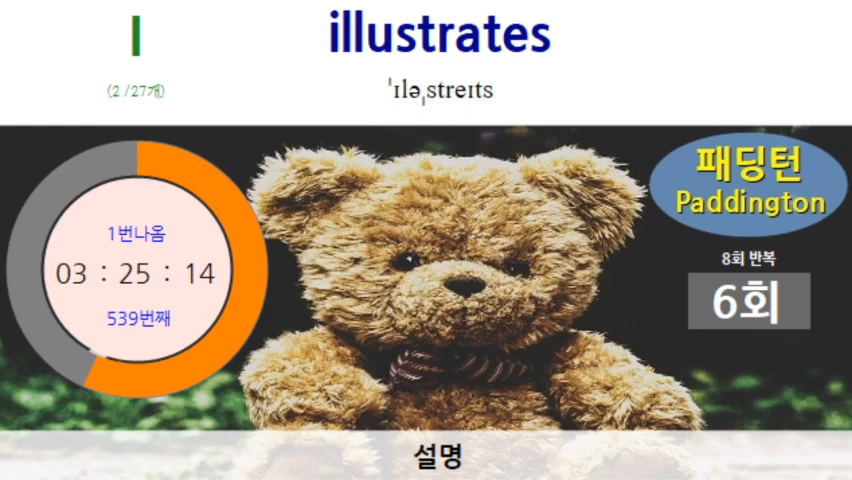 I
illustrates
(2 /27개)
ˈɪləˌstreɪts
패딩턴
Paddington
1번나옴
03 : 25 : 14
539번째
8회 반복
6회
설명